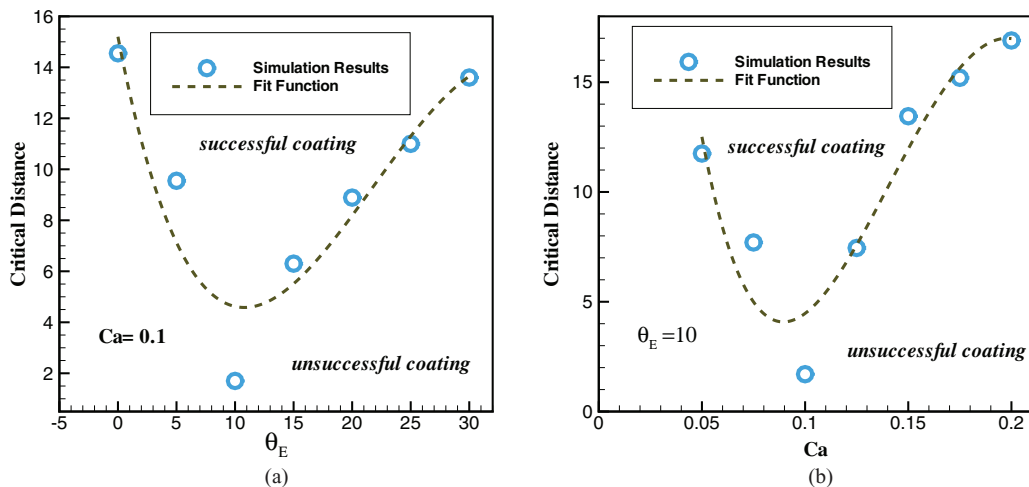 16
14
12
10
8
6
4
2
Critical Distance
Simulation Results
Fit Function
successful coating
Ca= 0.1
unsuccessful coating
-5 0 5 10 15 20 25 30
θE
(a)
15
10
5
0
Critical Distance
Simulation Results
Fit Function
successful coating
θE =10
unsuccessful coating
0 0.05 0.1 0.15 0.2
Ca
(b)